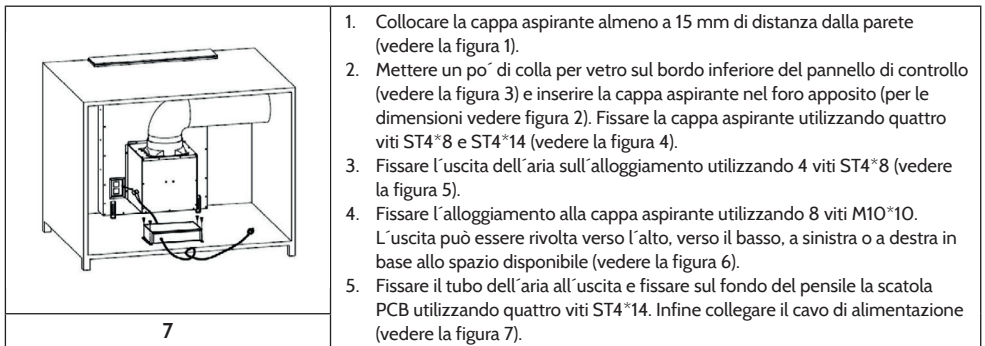 1. Collocare la cappa aspirante almeno a 15 mm di distanza dalla parete
(vedere la figura 1).
2. Mettere un po´ di colla per vetro sul bordo inferiore del pannello di controllo
(vedere la figura 3) e inserire la cappa aspirante nel foro apposito (per le
dimensioni vedere figura 2). Fissare la cappa aspirante utilizzando quattro
viti ST4*8 e ST4*14 (vedere la figura 4).
3. Fissare l´uscita dell´aria sull´alloggiamento utilizzando 4 viti ST4*8 (vedere
la figura 5).
4. Fissare l´alloggiamento alla cappa aspirante utilizzando 8 viti M10*10.
L´uscita può essere rivolta verso l´alto, verso il basso, a sinistra o a destra in
base allo spazio disponibile (vedere la figura 6).
5. Fissare il tubo dell´aria all´uscita e fissare sul fondo del pensile la scatola
PCB utilizzando quattro viti ST4*14. Infine collegare il cavo di alimentazione
(vedere la figura 7).
7